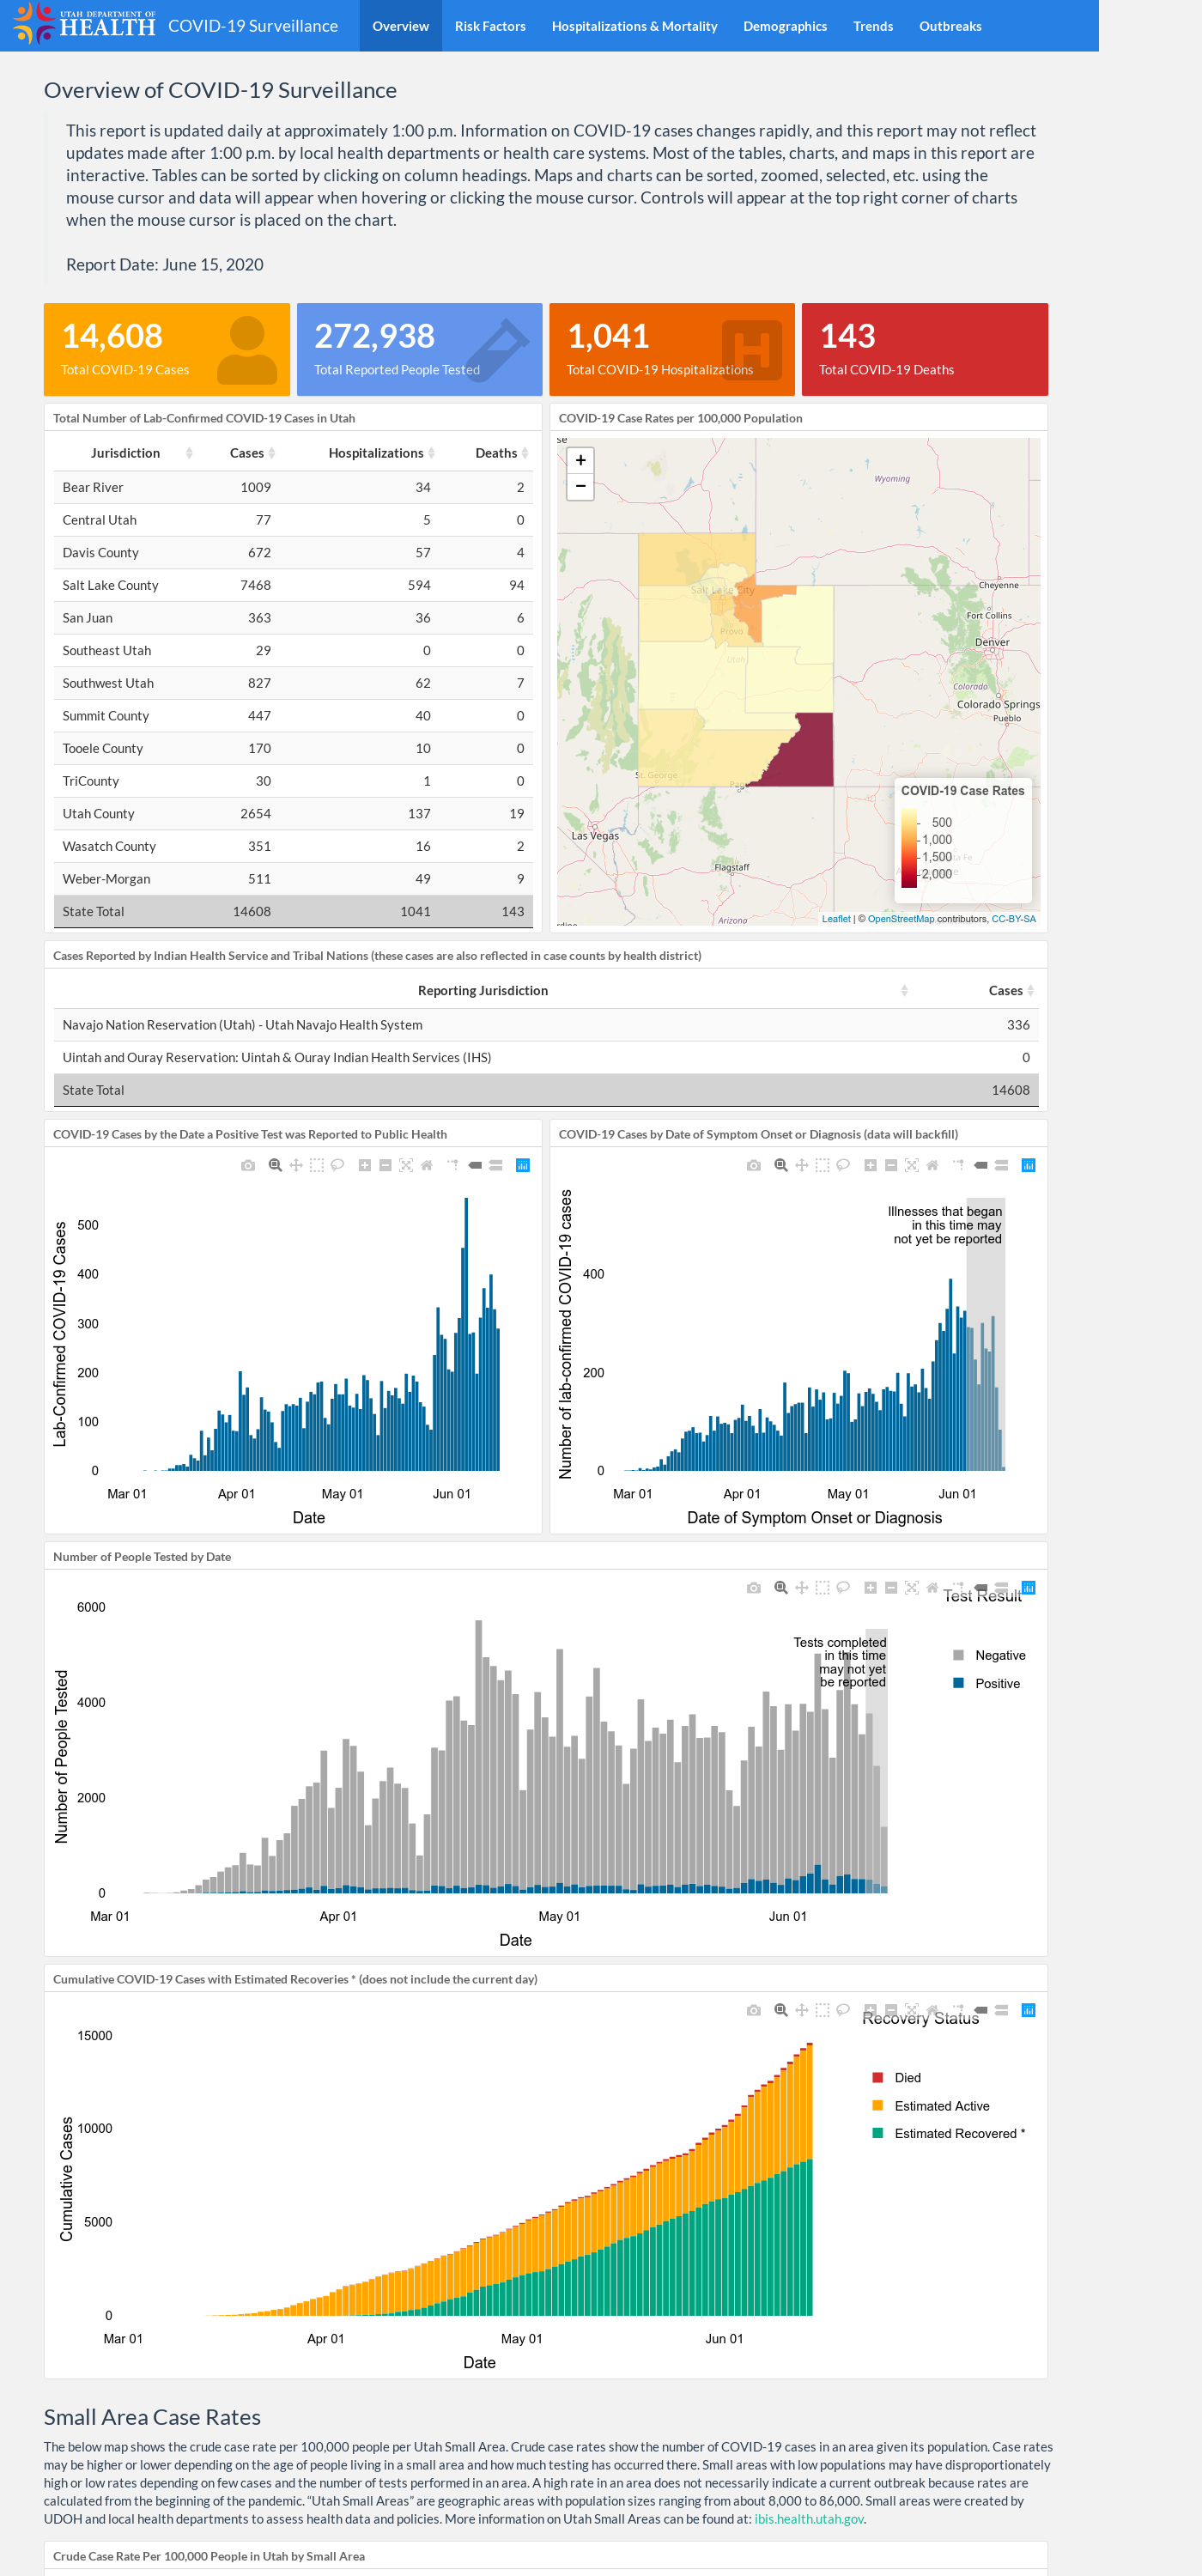 UTAH DEPARTMENT OF
HEALTH
COVID-19 Surveillance
Overview
Risk Factors
Hospitalizations & Mortality
Demographics
Trends
Outbreaks
Overview of COVID-19 Surveillance
This report is updated daily at approximately 1:00 p.m. Information on COVID-19 cases changes rapidly, and this report may not reflect
updates made after 1:00 p.m. by local health departments or health care systems. Most of the tables, charts, and maps in this report are
interactive. Tables can be sorted by clicking on column headings. Maps and charts can be sorted, zoomed, selected, etc. using the
mouse cursor and data will appear when hovering or clicking the mouse cursor. Controls will appear at the top right corner of charts
when the mouse cursor is placed on the chart.
Report Date: June 15, 2020
14,608
Total COVID-19 Cases
272,938
Total Reported People Tested
1,041
Total COVID-19 Hospitalizations
H
143
Total COVID-19 Deaths
Total Number of Lab-Confirmed COVID-19 Cases in Utah
Jurisdiction Cases Hospitalizations Deaths
Bear River 1009 34 2
Central Utah 77 5 0
Davis County 672 57 4
Salt Lake County 7468 594 94
San Juan 363 36 6
Southeast Utah 29 0 0
Southwest Utah 827 62 7
Summit County 447 40 0
Tooele County 170 10 0
TriCounty 30 1 0
Utah County 2654 137 19
Wasatch County 351 16 2
Weber-Morgan 511 49 9
State Total 14608 1041 143
COVID-19 Case Rates per 100,000 Population
se
+
−
Wyoming
Salt Lake City
Cheyenne
Fort Collins
Provo
Denver
Utah
Colorado
Colorado Springs
Pueblo
St. George
Pag
Las Vegas
Flagstaff
Arizona
COVID-19 Case Rates
500
1,000
1,500
2,000
Leaflet | © OpenStreetMap contributors, CC-BY-SA
Cases Reported by Indian Health Service and Tribal Nations (these cases are also reflected in case counts by health district)
Reporting Jurisdiction Cases
Navajo Nation Reservation (Utah) - Utah Navajo Health System 336
Uintah and Ouray Reservation: Uintah & Ouray Indian Health Services (IHS) 0
State Total 14608
COVID-19 Cases by the Date a Positive Test was Reported to Public Health
Lab-Confirmed COVID-19 Cases
500
400
300
200
100
0
Mar 01 Apr 01 May 01 Jun 01
Date
COVID-19 Cases by Date of Symptom Onset or Diagnosis (data will backfill)
Number of lab-confirmed COVID-19 cases
Illnesses that began
in this time may
not yet be reported
400
200
0
Mar 01 Apr 01 May 01 Jun 01
Date of Symptom Onset or Diagnosis
Number of People Tested by Date
Number of People Tested
6000
4000
2000
0
Tests completed
in this time
may not yet
be reported
Test Result
Negative
Positive
Mar 01 Apr 01 May 01 Jun 01
Date
Cumulative COVID-19 Cases with Estimated Recoveries * (does not include the current day)
Cumulative Cases
15000
10000
5000
0
Recovery Status
Died
Estimated Active
Estimated Recovered *
Mar 01 Apr 01 May 01 Jun 01
Date
Small Area Case Rates
The below map shows the crude case rate per 100,000 people per Utah Small Area. Crude case rates show the number of COVID-19 cases in an area given its population. Case rates
may be higher or lower depending on the age of people living in a small area and how much testing has occurred there. Small areas with low populations may have disproportionately
high or low rates depending on few cases and the number of tests performed in an area. A high rate in an area does not necessarily indicate a current outbreak because rates are
calculated from the beginning of the pandemic. “Utah Small Areas” are geographic areas with population sizes ranging from about 8,000 to 86,000. Small areas were created by
UDOH and local health departments to assess health data and policies. More information on Utah Small Areas can be found at: ibis.health.utah.gov.
Crude Case Rate Per 100,000 People in Utah by Small Area